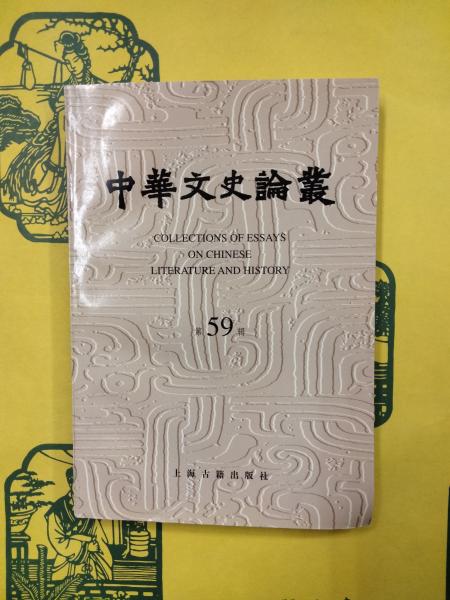 中華文史論叢
COLLECTIONS OF ESSAYS
ON CHINESE
LITERATURE AND HISTORY
第59辑
上海古籍出版社